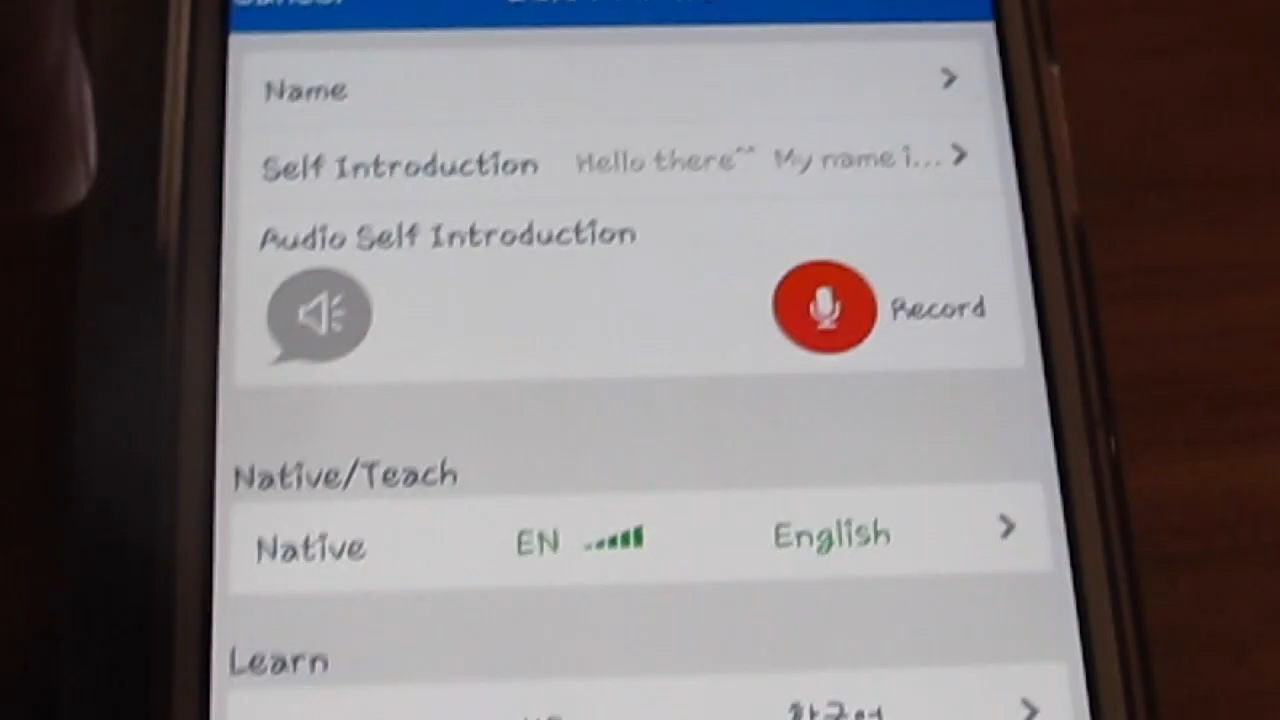 Name
Self Introduction Hello there~~ My name i...
Audio Self Introduction
Record
Native/Teach
Native EN English
Learn